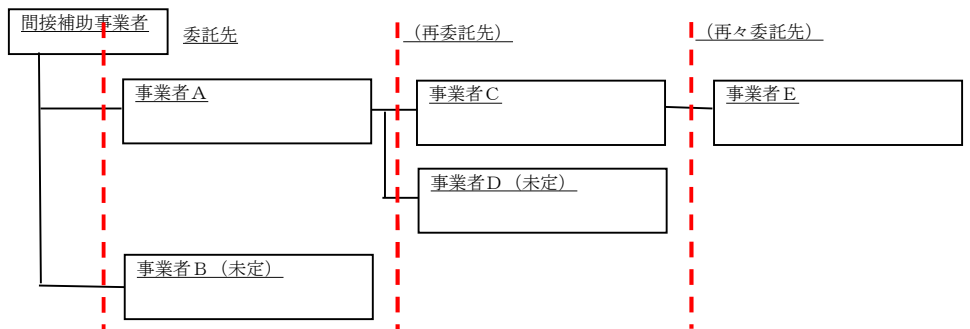 間接補助事業者
委託先
（再委託先）
（再々委託先）
事業者Ａ
事業者Ｃ
事業者Ｅ
事業者Ｄ（未定）
事業者Ｂ（未定）